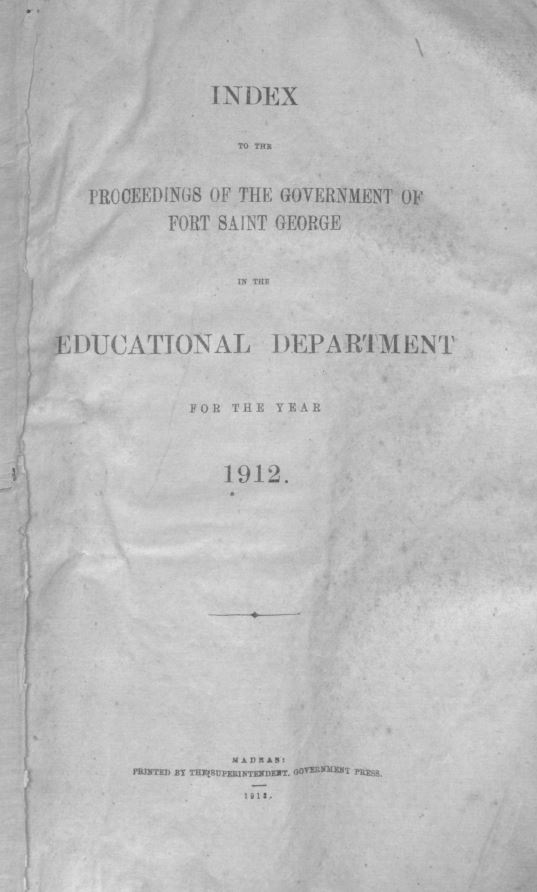 INDEX
TO THE
PROCEEDINGS OF THE GOVERNMENT OF
FORT SAINT GEORGE
IN THE
EDUCATIONAL DEPARTMENT
FOR THE YEAR
1912.
MADRAS:
PRINTED BY THE SUPERINTENDENT, GOVERNMENT PRESS.